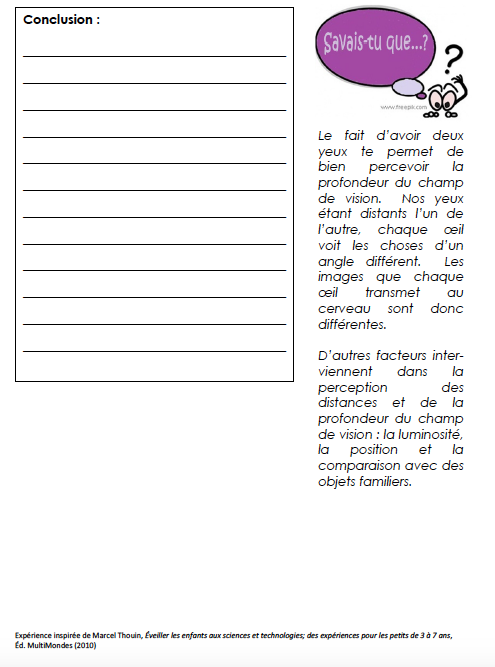 Conclusion :
Savais-tu que...?
?
www.freepik.com
Le fait d'avoir deux
yeux te permet de
bien percevoir la
profondeur du champ
de vision. Nos yeux
étant distants l'un de
l'autre, chaque œil
voit les choses d'un
angle différent. Les
images que chaque
œil transmet au
cerveau sont donc
différentes.
D'autres facteurs inter-
viennent dans la
perception des
distances et de la
profondeur du champ
de vision : la luminosité,
la position et la
comparaison avec des
objets familiers.
Expérience inspirée de Marcel Thouin, Éveiller les enfants aux sciences et technologies; des expériences pour les petits de 3 à 7 ans,
Éd. MultiMondes (2010)